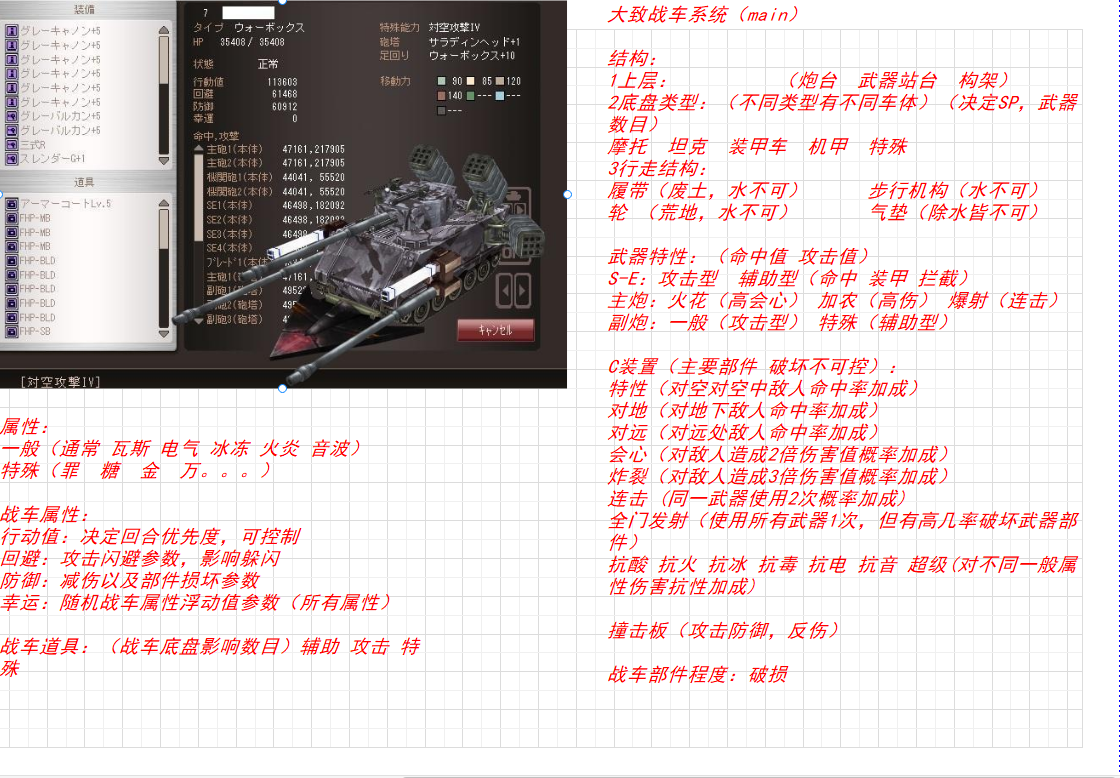 装備
グレーキャノン+5
グレーキャノン+5
グレーキャノン+5
グレーキャノン+5
グレーキャノン+5
グレーキャノン+5
グレーバルカン+5
グレーバルカン+5
三式R
スレンダーG+1
道具
アーマーコートLv.5
FHP-MB
FHP-MB
FHP-MB
FHP-BLD
FHP-BLD
FHP-BLD
FHP-BLD
FHP-BLD
FHP-SB
7
タイプ ウォーボックス
HP 35408/ 35408
状態 正常
行動値 113603
回避 61468
防御 60912
幸運 0
特殊能力 対空攻撃IV
砲塔 サラディンヘッド+1
足回り ウォーボックス+10
移動力 90 85 120
140 --- ---
---
命中,攻撃
主砲1(本体) 47161,217905
主砲2(本体) 47161,217905
機関砲1(本体) 44041, 55520
機関砲2(本体) 44041, 55520
SE1(本体) 46498,182092
SE2(本体)
SE3(本体) 46498
SE4(本体)
ブレード1(本体)
主砲1(
副砲1(砲塔)
副砲2(砲塔)
副砲3(砲塔)
キャンセル
[対空攻撃IV]
属性:
一般（通常 瓦斯 电气 冰冻 火炎 音波）
特殊（罪 糖 金 万。。。）
战车属性:
行动值: 决定回合优先度，可控制
回避: 攻击闪避参数，影响躲闪
防御: 减伤以及部件损坏参数
幸运: 随机战车属性浮动值参数（所有属性）
战车道具: （战车底盘影响数目）辅助 攻击 特
殊
大致战车系统（main）
结构:
1上层: （炮台 武器站台 构架）
2底盘类型: （不同类型有不同车体）（决定SP，武器
数目）
摩托 坦克 装甲车 机甲 特殊
3行走结构:
履带（废土，水不可） 步行机构（水不可）
轮 （荒地，水不可） 气垫（除水皆不可）
武器特性: （命中值 攻击值）
S-E: 攻击型 辅助型（命中 装甲 拦截）
主炮: 火花（高会心） 加农（高伤） 爆射（连击）
副炮: 一般（攻击型） 特殊（辅助型）
C装置（主要部件 破坏不可控）:
特性（对空对空中敌人命中率加成）
对地（对地下敌人命中率加成）
对远（对远处敌人命中率加成）
会心（对敌人造成2倍伤害值概率加成）
炸裂（对敌人造成3倍伤害值概率加成）
连击（同一武器使用2次概率加成）
全门发射（使用所有武器1次，但有高几率破坏武器部
件）
抗酸 抗火 抗冰 抗毒 抗电 抗音 超级(对不同一般属
性伤害抗性加成)
撞击板（攻击防御，反伤）
战车部件程度: 破损